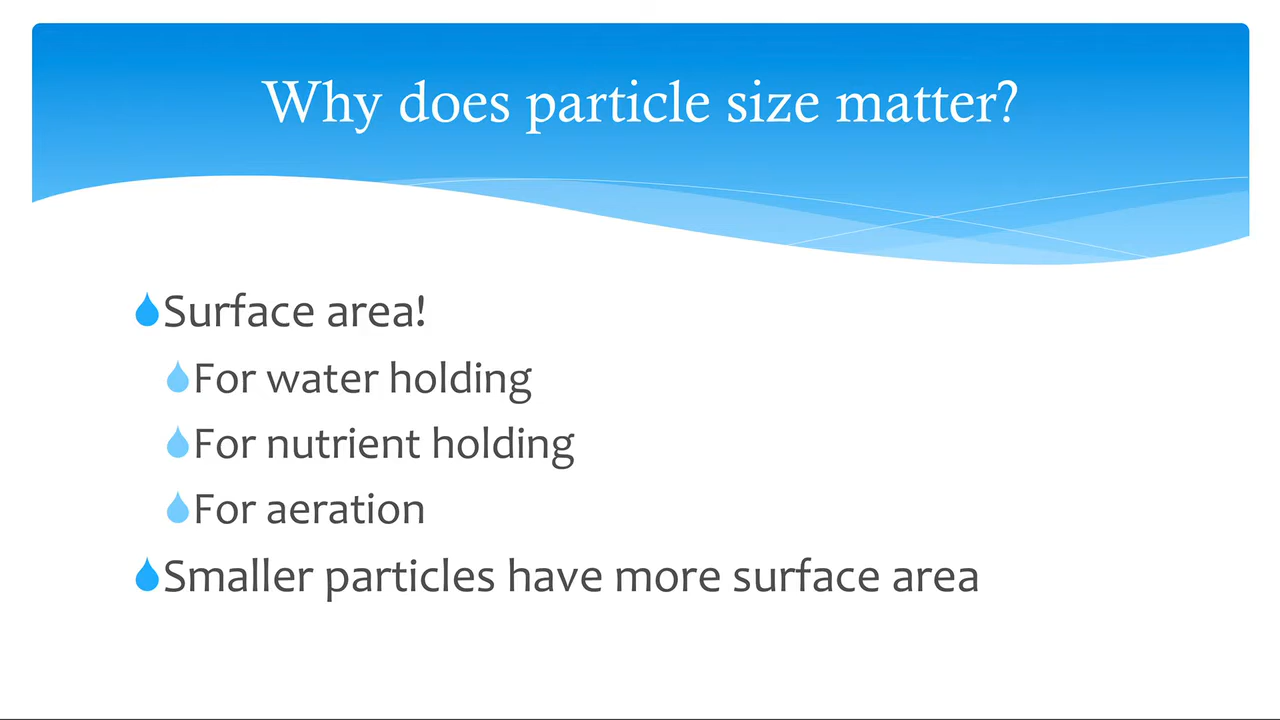 Why does particle size matter?
Surface area!
For water holding
For nutrient holding
For aeration
Smaller particles have more surface area